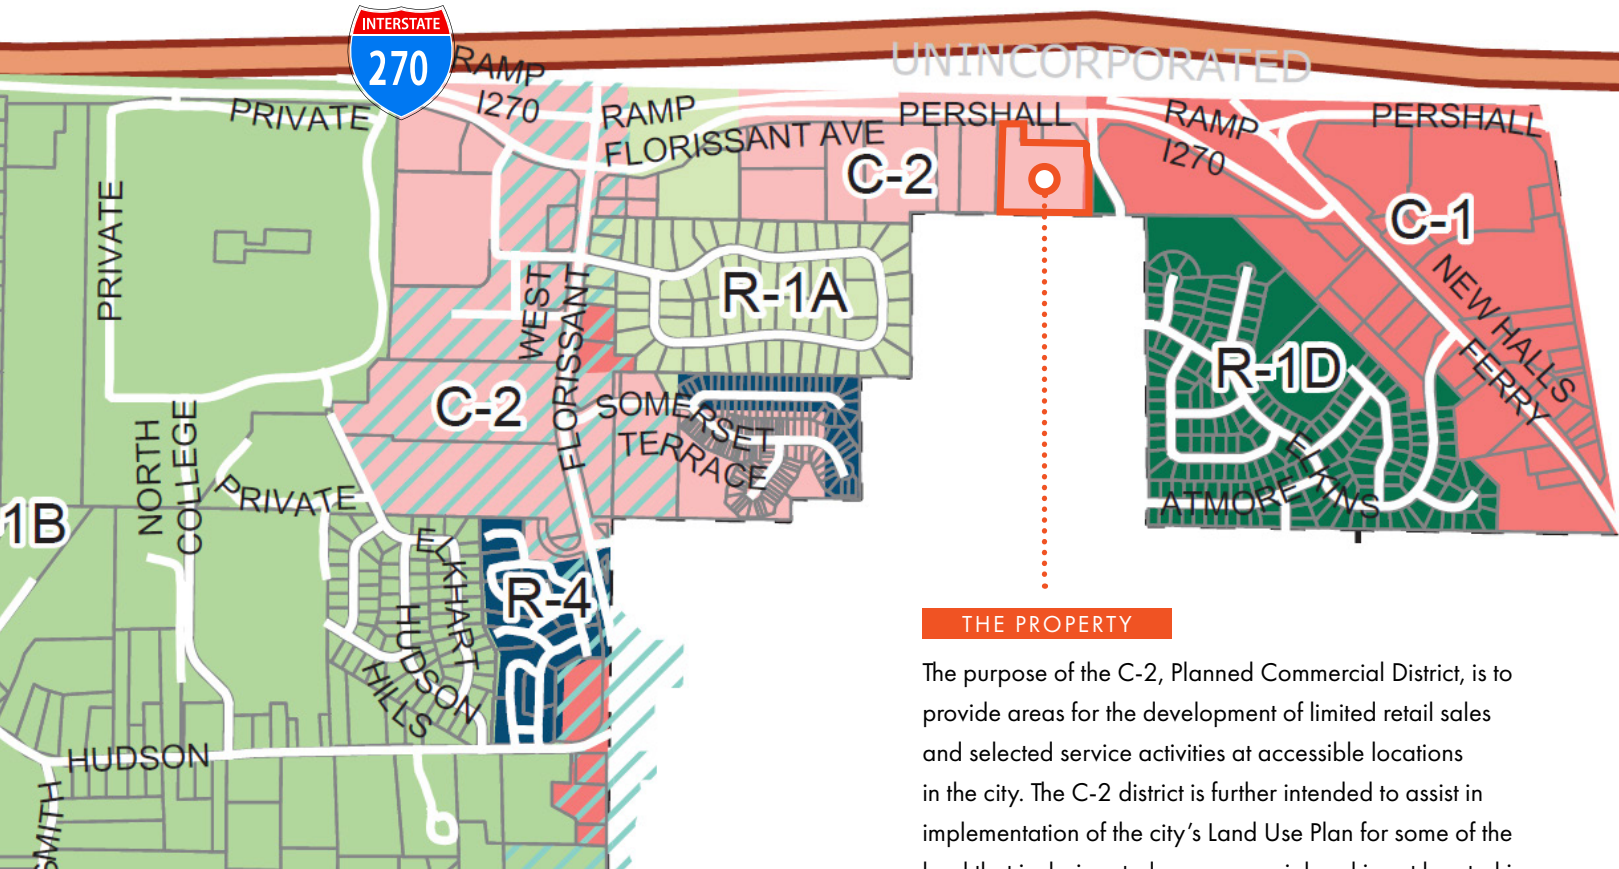 INTERSTATE
270
UNINCORPORATED
RAMP
I270
PRIVATE
RAMP
FLORISSANT AVE
PERSHALL
RAMP
I270
PERSHALL
C-2
C-1
PRIVATE
R-1A
WEST
FLORISSANT
NEW HALLS
FERRY
R-1D
C-2
SOMERSET
TERRACE
NORTH
COLLEGE
PRIVATE
ELKINS
ATMORE
1B
ELKHART
HUDSON
HILLS
R-4
HUDSON
SMITH
THE PROPERTY
The purpose of the C-2, Planned Commercial District, is to
provide areas for the development of limited retail sales
and selected service activities at accessible locations
in the city. The C-2 district is further intended to assist in
implementation of the city’s Land Use Plan for some of the